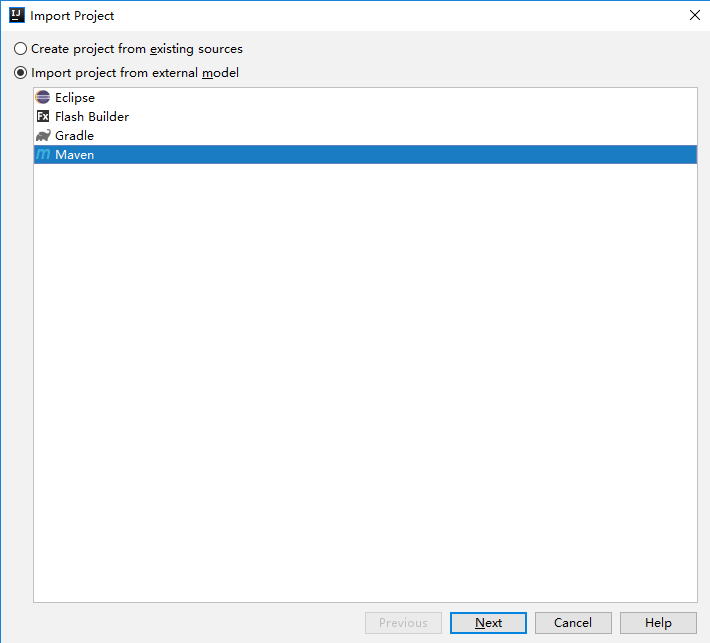 IJ Import Project
Create project from existing sources
Import project from external model
Eclipse
Fx Flash Builder
Gradle
m Maven
Previous Next Cancel Help